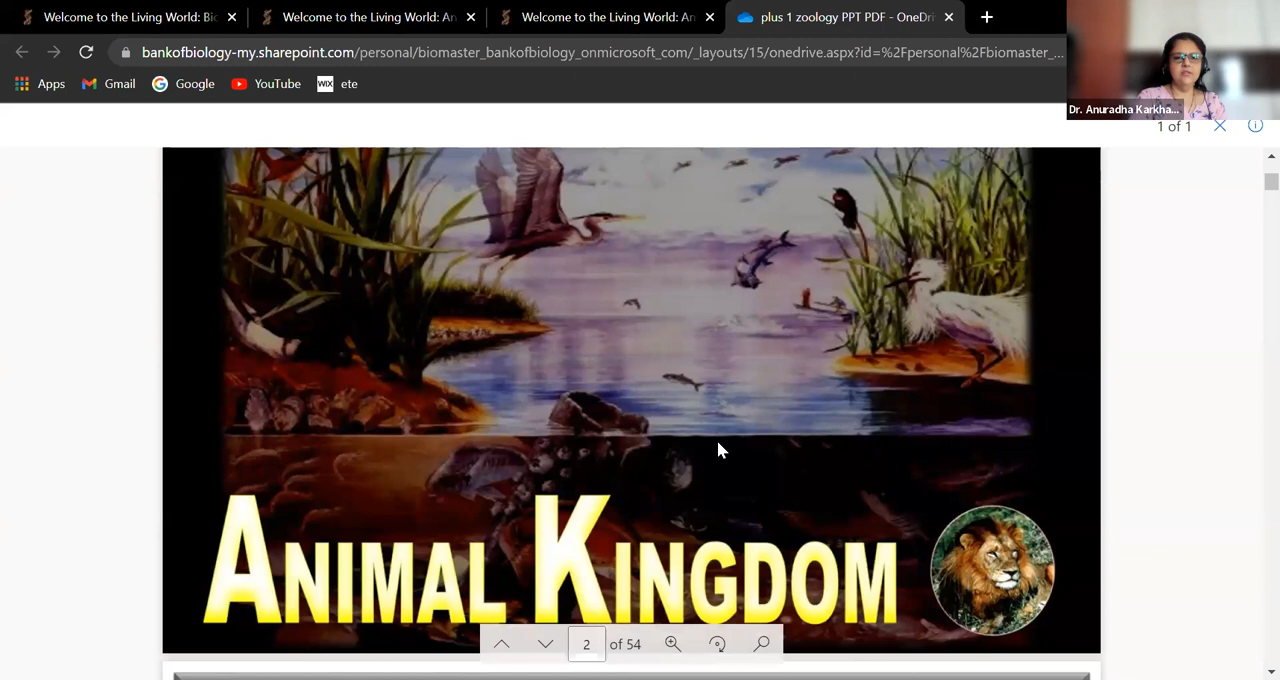 Welcome to the Living World: Bio
Welcome to the Living World: An
Welcome to the Living World: An
plus 1 zoology PPT PDF - OneDri
bankofbiology-my.sharepoint.com/personal/biomaster_bankofbiology_onmicrosoft_com/_layouts/15/onedrive.aspx?id=%2Fpersonal%2Fbiomaster_...
Apps
Gmail
Google
YouTube
WIX
ete
Dr. Anuradha Karkha...
1 of 1
ANIMAL KINGDOM
2 of 54